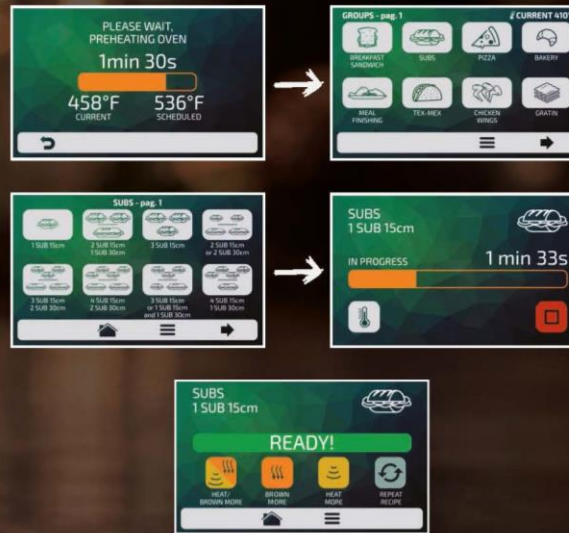 PLEASE WAIT,
PREHEATING OVEN
1min 30s
458°F 536°F
CURRENT SCHEDULED
GROUPS - pag. 1 CURRENT 410°
BREAKFAST SANDWICH
SUBS
PIZZA
BAKERY
MEAL FINISHING
TEX-MEX
CHICKEN WINGS
GRATIN
SUBS - pag. 1
1 SUB 15cm
2 SUB 15cm
1 SUB 30cm
3 SUB 15cm
2 SUB 15cm
or 2 SUB 30cm
3 SUB 15cm
2 SUB 30cm
4 SUB 15cm
2 SUB 30cm
3 SUB 15cm
or 1 SUB 15cm
and 1 SUB 30cm
4 SUB 15cm
1 SUB 30cm
SUBS
1 SUB 15cm
IN PROGRESS 1 min 33s
SUBS
1 SUB 15cm
READY!
HEAT/
BROWN MORE
BROWN
MORE
HEAT
MORE
REPEAT
RECIPE